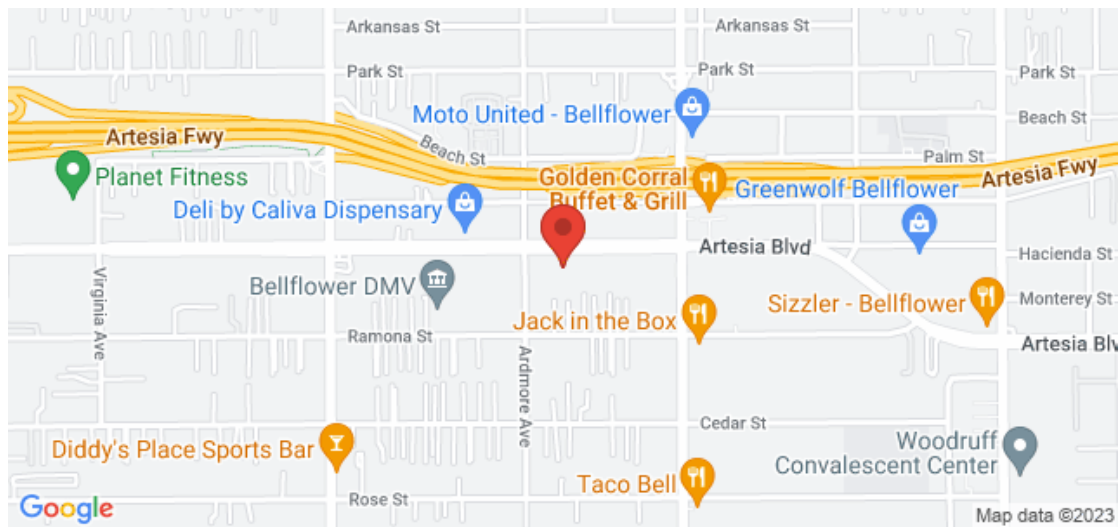 Arkansas St
Arkansas St
Park St
Park St
Park St
Moto United - Bellflower
Beach St
Artesia Fwy
Beach St
Palm St
Artesia Fwy
Planet Fitness
Golden Corral
Buffet & Grill
Greenwolf Bellflower
Deli by Caliva Dispensary
Artesia Blvd
Hacienda St
Bellflower DMV
Virginia Ave
Sizzler - Bellflower
Monterey St
Jack in the Box
Ramona St
Artesia Blv
Ardmore Ave
Cedar St
Diddy's Place Sports Bar
Woodruff
Convalescent Center
Taco Bell
Rose St
Google
Map data ©2023